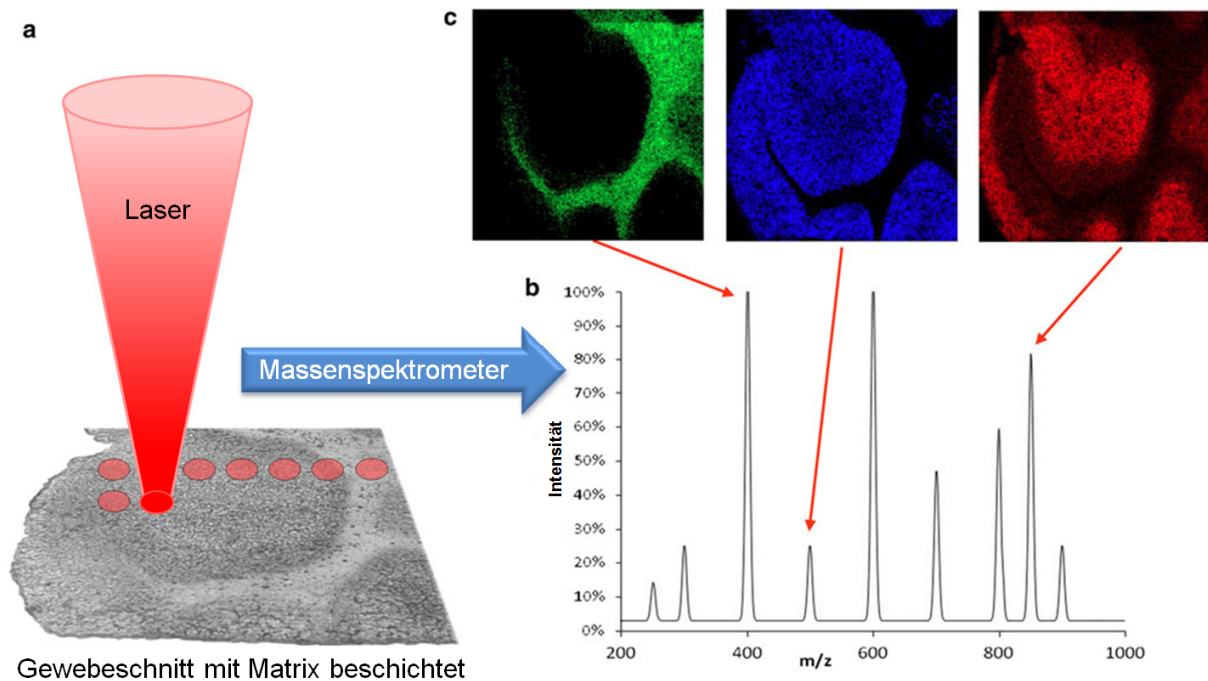 a
Laser
Gewebeschnitt mit Matrix beschichtet
Massenspektrometer
c
b
Intensität
100%
90%
80%
70%
60%
50%
40%
30%
20%
10%
0%
200 400 600 800 1000
m/z